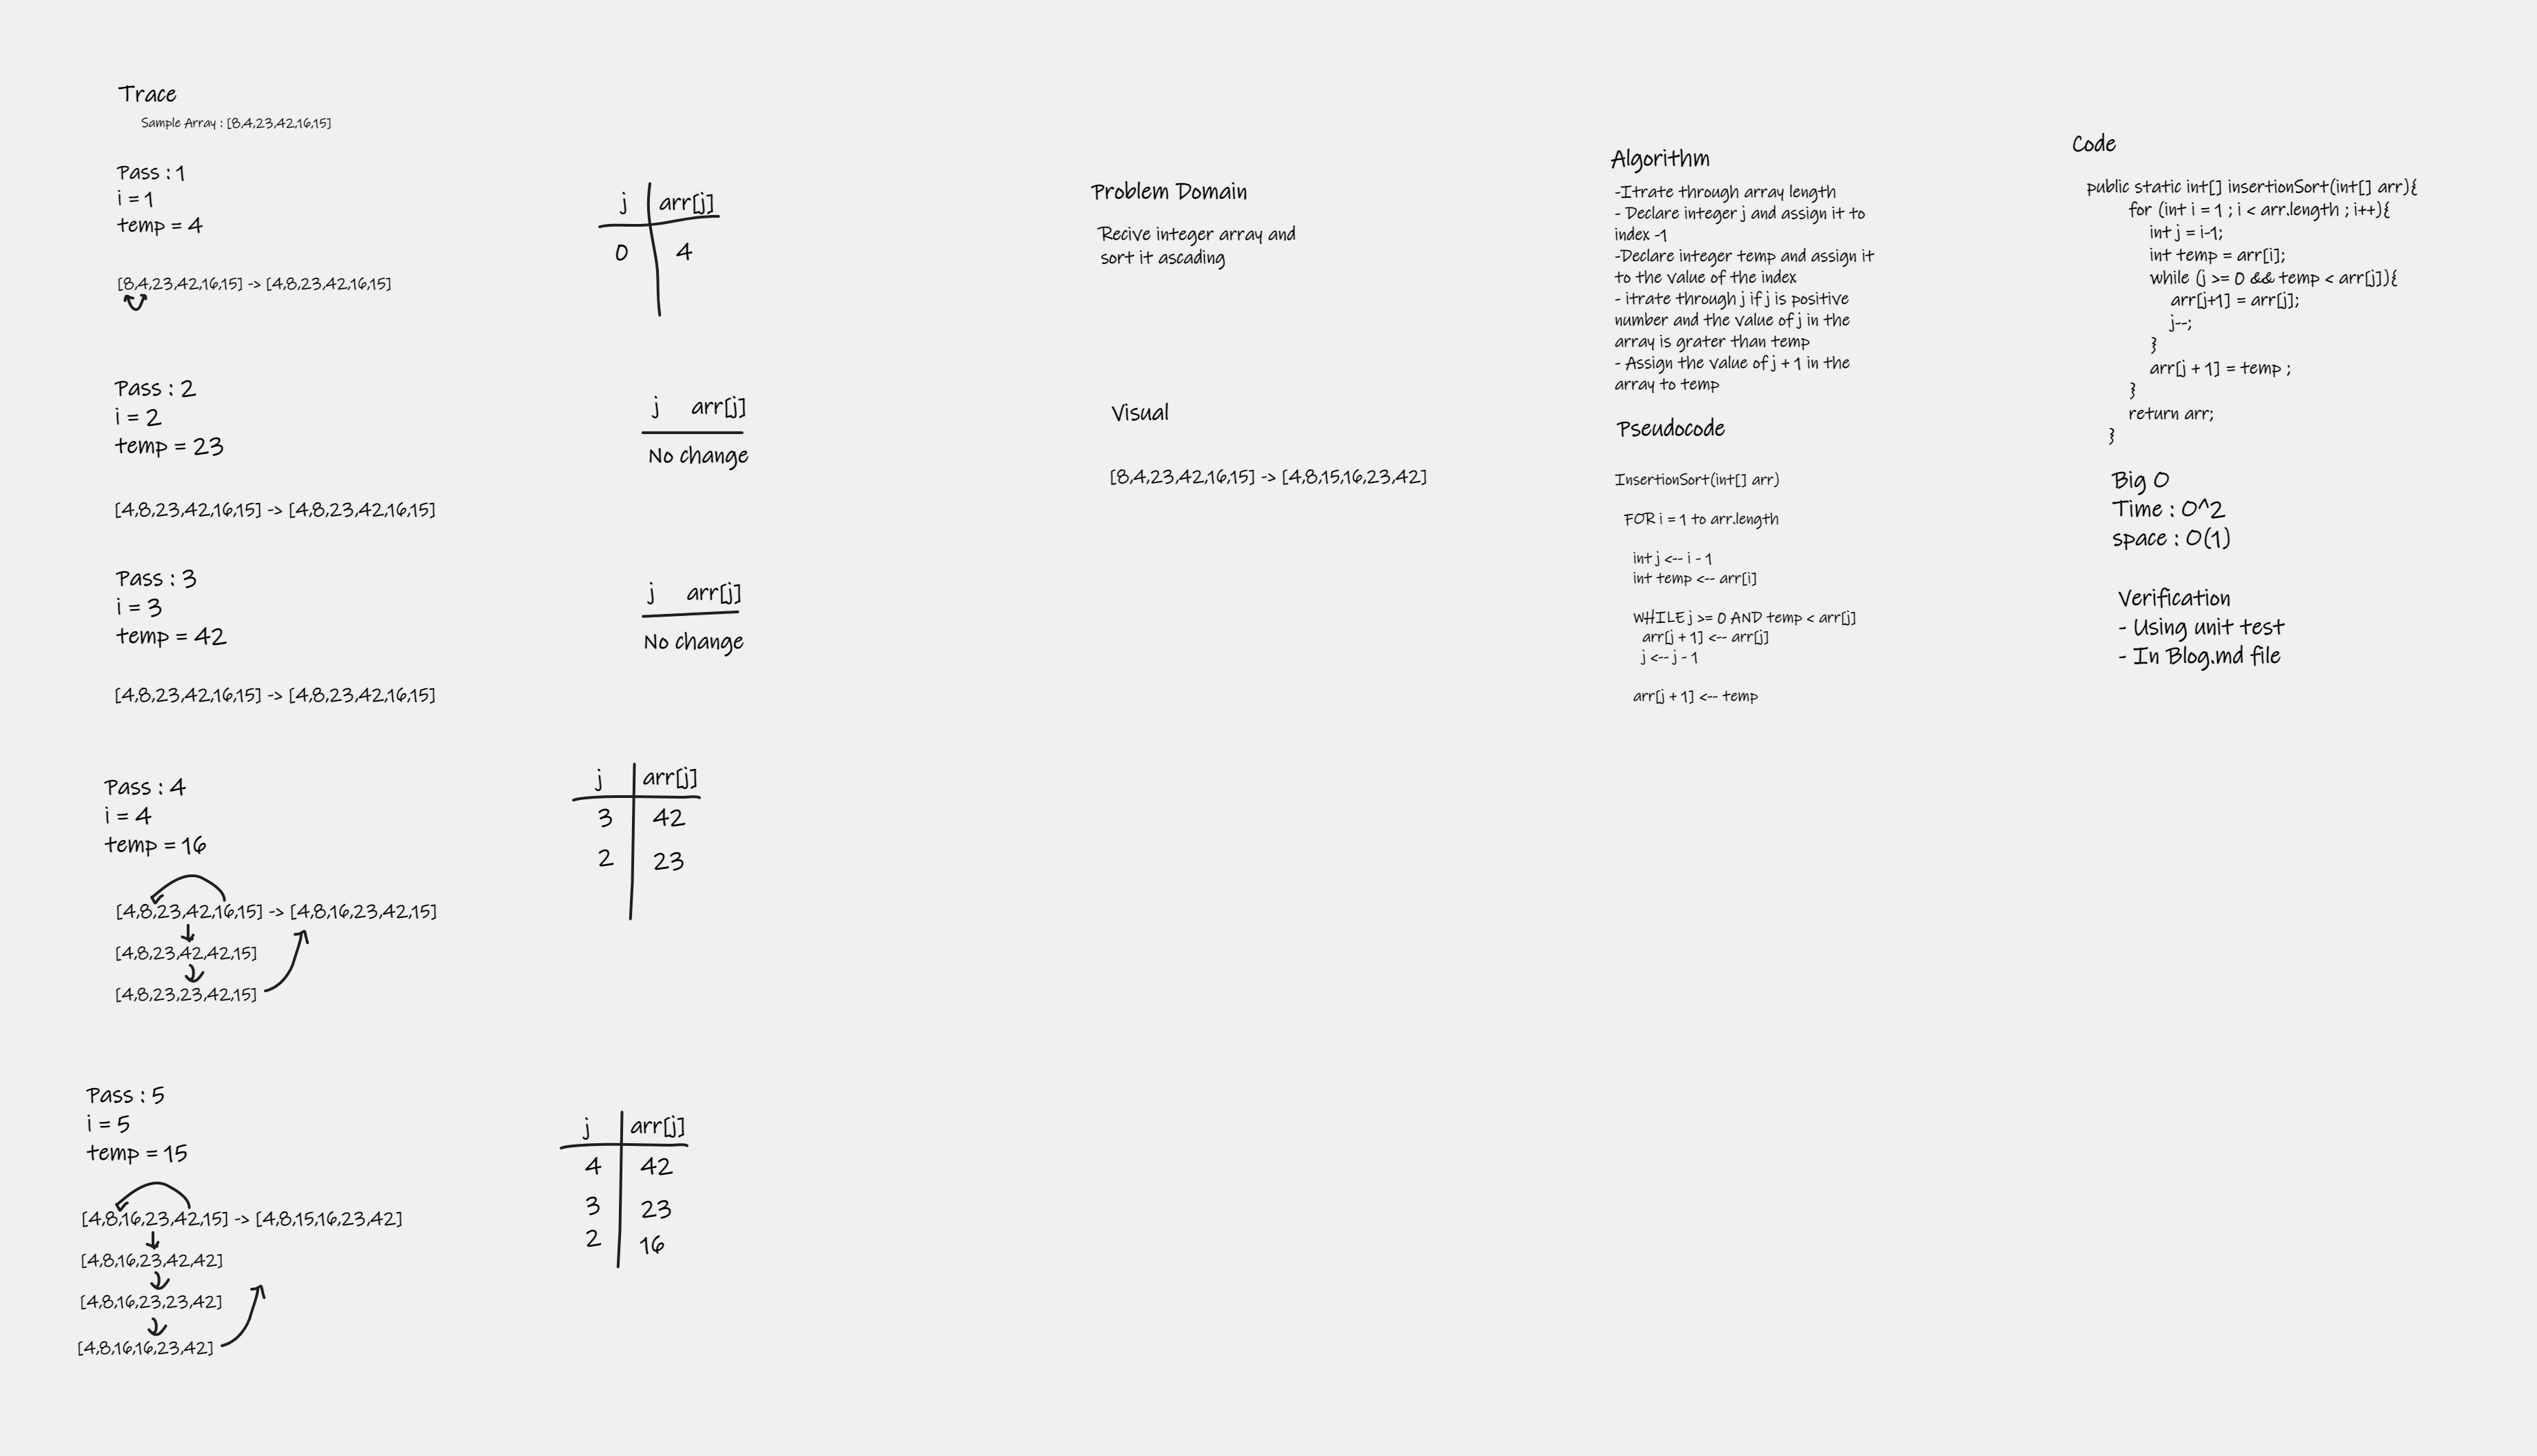 Trace
Sample Array : [8,4,23,42,16,15]
Pass : 1
i = 1
temp = 4
[8,4,23,42,16,15] -> [4,8,23,42,16,15]
j arr[j]
0 4
Pass : 2
i = 2
temp = 23
[4,8,23,42,16,15] -> [4,8,23,42,16,15]
j arr[j]
No change
Pass : 3
i = 3
temp = 42
[4,8,23,42,16,15] -> [4,8,23,42,16,15]
j arr[j]
No change
Pass : 4
i = 4
temp = 16
[4,8,23,42,16,15] -> [4,8,16,23,42,15]
[4,8,23,42,42,15]
[4,8,23,23,42,15]
j arr[j]
3 42
2 23
Pass : 5
i = 5
temp = 15
[4,8,16,23,42,15] -> [4,8,15,16,23,42]
[4,8,16,23,42,42]
[4,8,16,23,23,42]
[4,8,16,16,23,42]
j arr[j]
4 42
3 23
2 16
Problem Domain
Recive integer array and
sort it ascading
Visual
[8,4,23,42,16,15] -> [4,8,15,16,23,42]
Algorithm
-Itrate through array length
- Declare integer j and assign it to
index -1
-Declare integer temp and assign it
to the value of the index
- itrate through j if j is positive
number and the value of j in the
array is grater than temp
- Assign the value of j + 1 in the
array to temp
Pseudocode
InsertionSort(int[] arr)
FOR i = 1 to arr.length
int j <-- i - 1
int temp <-- arr[i]
WHILE j >= 0 AND temp < arr[j]
arr[j + 1] <-- arr[j]
j <-- j - 1
arr[j + 1] <-- temp
Code
public static int[] insertionSort(int[] arr){
for (int i = 1 ; i < arr.length ; i++){
int j = i-1;
int temp = arr[i];
while (j >= 0 && temp < arr[j]){
arr[j+1] = arr[j];
j--;
}
arr[j + 1] = temp ;
}
return arr;
}
Big O
Time : O^2
space : O(1)
Verification
- Using unit test
- In Blog.md file